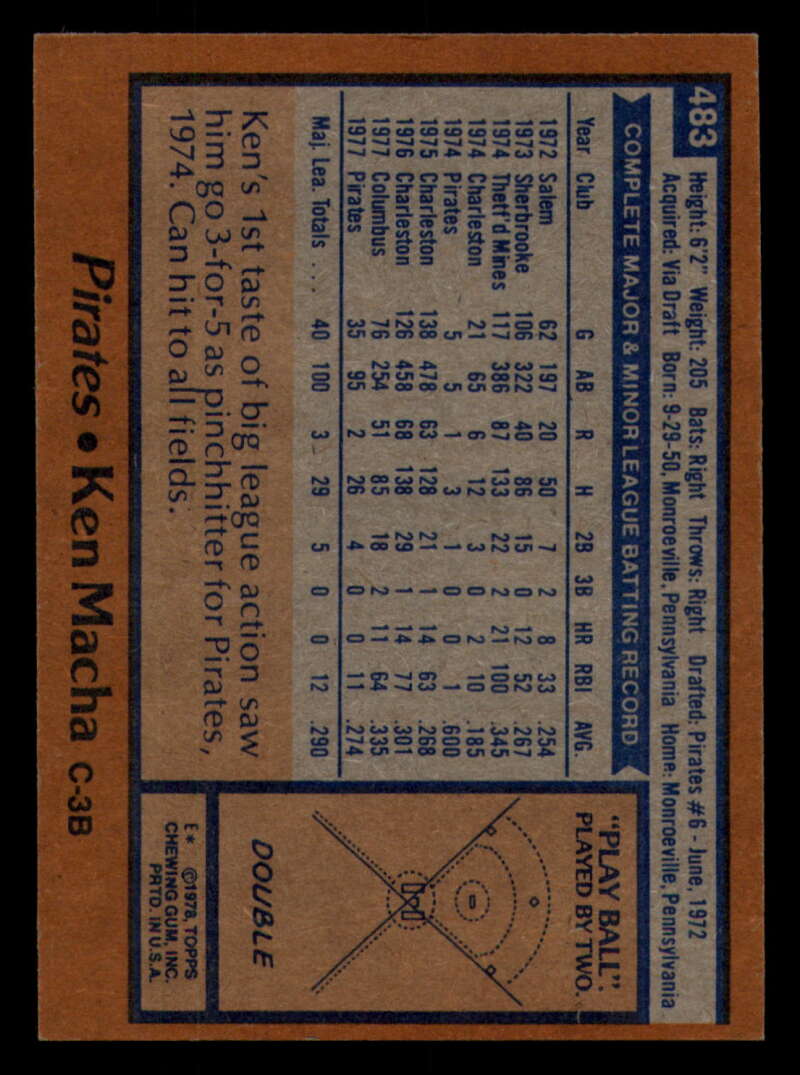 483
Height: 6'2" Weight: 205 Bats: Right Throws: Right Drafted: Pirates #6 - June, 1972
Acquired: Via Draft Born: 9-29-50, Monroeville, Pennsylvania Home: Monroeville, Pennsylvania
COMPLETE MAJOR & MINOR LEAGUE BATTING RECORD
Year Club G AB R H 2B 3B HR RBI AVG.
1972 Salem 62 197 20 50 7 2 8 33 .254
1973 Sherbrooke 106 322 40 86 15 0 12 52 .267
1974 Thetf'd Mines 117 386 87 133 22 2 21 100 .345
1974 Charleston 21 65 6 12 3 0 2 10 .185
1974 Pirates 5 5 1 3 1 0 0 1 .600
1975 Charleston 138 478 63 128 21 1 14 63 .268
1976 Charleston 126 458 68 138 29 1 14 77 .301
1977 Columbus 76 254 51 85 18 2 11 64 .335
1977 Pirates 35 95 2 26 4 0 0 11 .274
Maj. Lea. Totals ... 40 100 3 29 5 0 0 12 .290
Ken's 1st taste of big league action saw
him go 3-for-5 as pinchhitter for Pirates,
1974. Can hit to all fields.
"PLAY BALL":
PLAYED BY TWO.
DOUBLE
E* ©1978, TOPPS
CHEWING GUM, INC.
PRTD. IN U.S.A.
Pirates • Ken Macha C-3B